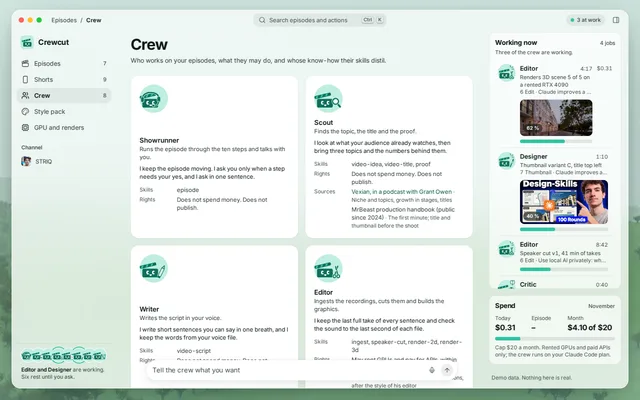 Episodes / Crew
Search episodes and actions
Ctrl K
3 at work
Crewcut
Episodes 7
Shorts 9
Crew 8
Style pack
GPU and renders
Channel
STRIQ
Editor and Designer are working.
Six rest until you ask.
Crew
Who works on your episodes, what they may do, and whose know-how their skills distil.
Showrunner
Runs the episode through the ten steps and talks with
you.
I keep the episode moving. I ask you only when a step
needs your yes, and I ask in one sentence.
Skills episode
Rights Does not spend money. Does not
publish.
Scout
Finds the topic, the title and the proof.
I look at what your audience already watches, then
bring three topics and the numbers behind them.
Skills video-idea, video-title, proof
Rights Does not spend money. Does not
publish.
Sources Vexian, in a podcast with Grant Owen ·
Niche and topics, growth in stages, titles
MrBeast production handbook (public
since 2024) · The first minute; title and
thumbnail before the shoot
Writer
Writes the script in your voice.
I write short sentences you can say in one breath, and I
keep the words from your voice file.
Skills video-script
Editor
Ingests the recordings, cuts them and builds the
graphics.
I keep the last full take of every sentence and check
the sound to the last second of each file.
Skills ingest, speaker-cut, render-2d, render-
3d
after the style of his editor
Tell the crew what you want
Working now 4 jobs
Three of the crew are working.
Editor 4:17 $0.31
Renders 3D scene 5 of 5 on
a rented RTX 4090
6 Edit · Claude improves a ...
62 %
Designer 1:10
Thumbnail variant C, title top left
7 Thumbnail · Claude improves a...
Design-Skills
100 Rounds
40 %
Editor 8:42
Speaker cut v1, 41 min of takes
6 Edit · Use local AI privately: wh...
Critic 0:40
Spend November
Today Episode Month
$0.31 – $4.10 of $20
Cap $20 a month. Rented GPUs and paid APIs
only; the crew runs on your Claude Code plan.
Demo data. Nothing here is real.